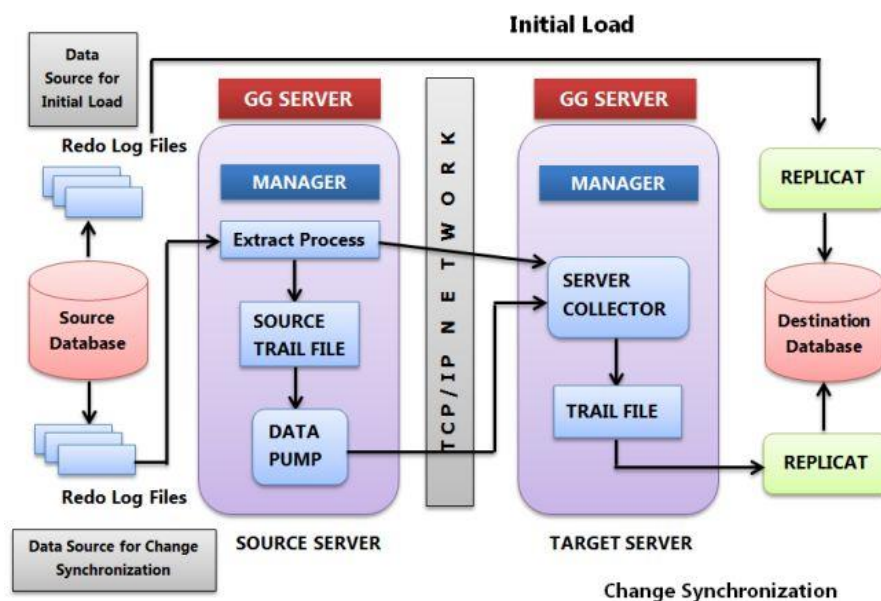 Initial Load
Data
Source for
Initial Load
GG SERVER
GG SERVER
Redo Log Files
MANAGER
MANAGER
REPLICAT
Extract Process
TCP/IP NETWORK
SERVER
COLLECTOR
Source
Database
SOURCE
TRAIL FILE
Destination
Database
DATA
PUMP
TRAIL FILE
REPLICAT
Redo Log Files
Data Source for Change
Synchronization
SOURCE SERVER
TARGET SERVER
Change Synchronization